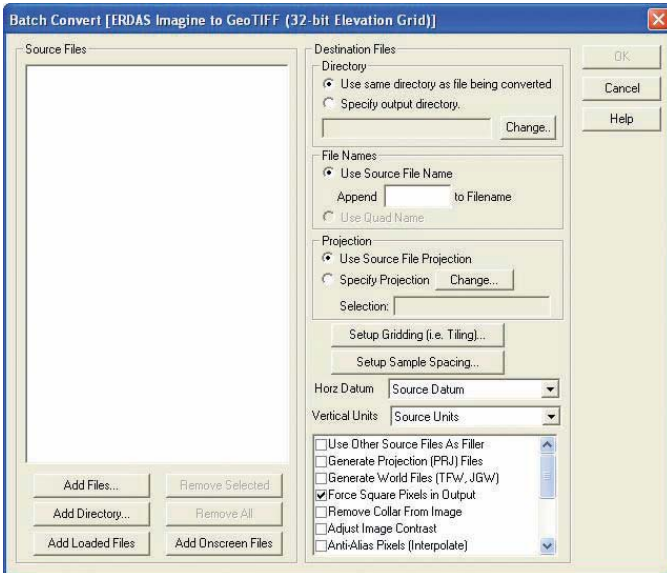 Batch Convert [ERDAS Imagine to GeoTIFF (32-bit Elevation Grid)]
Source Files
Add Files...
Remove Selected
Add Directory...
Remove All
Add Loaded Files
Add Onscreen Files
Destination Files
Directory
Use same directory as file being converted
Specify output directory.
Change..
File Names
Use Source File Name
Append to Filename
Use Quad Name
Projection
Use Source File Projection
Specify Projection Change...
Selection:
Setup Gridding (i.e. Tiling)...
Setup Sample Spacing...
Horz Datum Source Datum
Vertical Units Source Units
Use Other Source Files As Filler
Generate Projection (PRJ) Files
Generate World Files (TFW, JGW)
Force Square Pixels in Output
Remove Collar From Image
Adjust Image Contrast
Anti-Alias Pixels (Interpolate)
OK
Cancel
Help